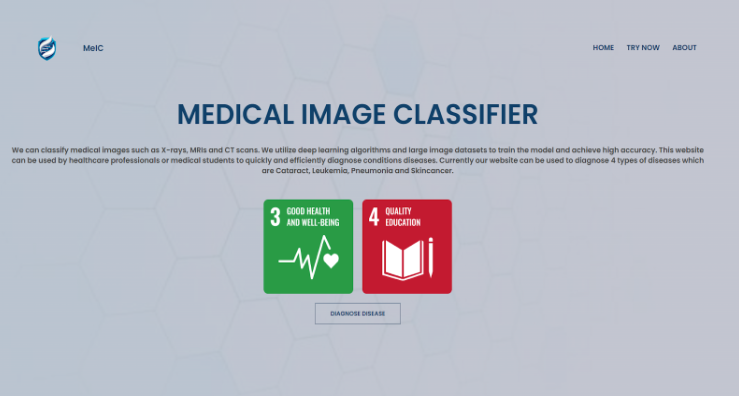 MeIC
HOME TRY NOW ABOUT
MEDICAL IMAGE CLASSIFIER
We can classify medical images such as X-rays, MRIs and CT scans. We utilize deep learning algorithms and large image datasets to train the model and achieve high accuracy. This website
can be used by healthcare professionals or medical students to quickly and efficiently diagnose conditions diseases. Currently our website can be used to diagnose 4 types of diseases which
are Cataract, Leukemia, Pneumonia and Skincancer.
3 GOOD HEALTH
AND WELL-BEING
4 QUALITY
EDUCATION
DIAGNOSE DISEASE